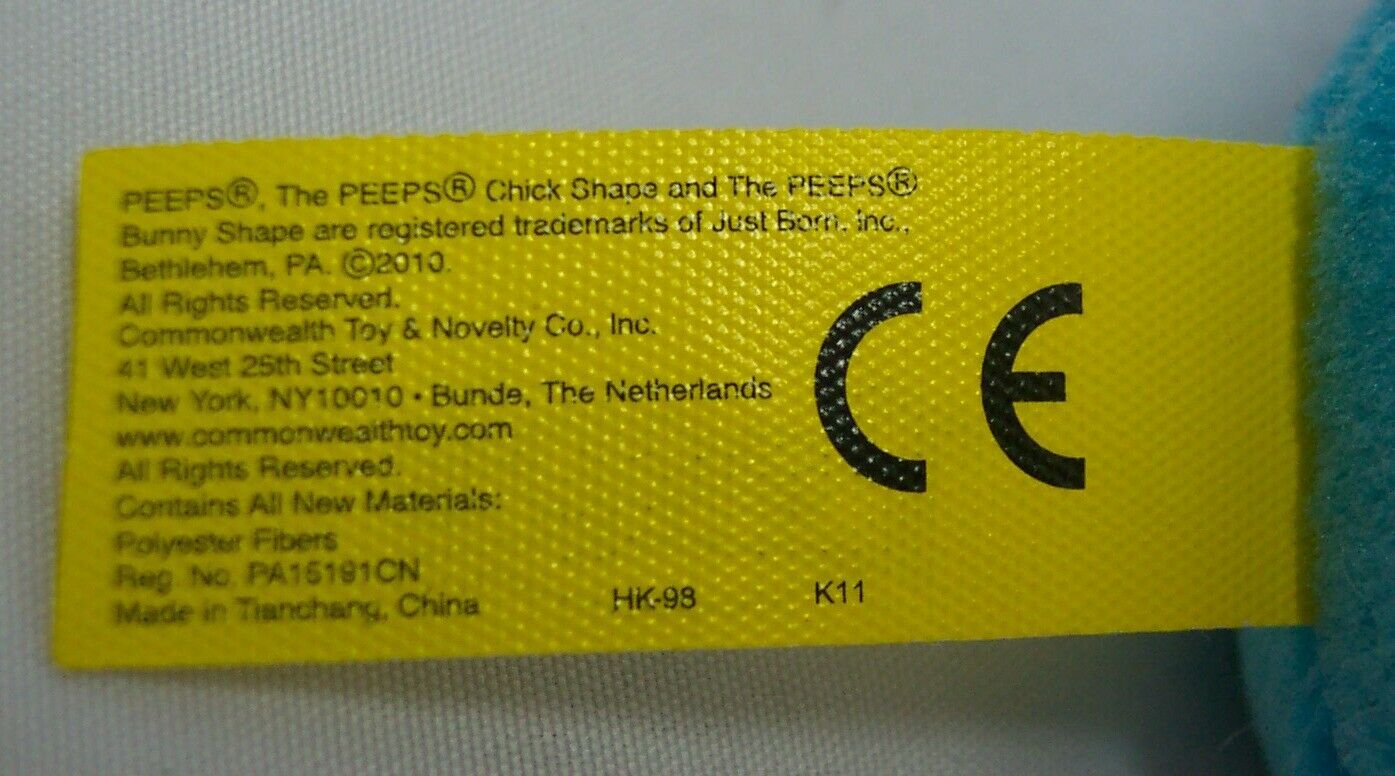 PEEPS®, The PEEPS® Chick Shape and The PEEPS®
Bunny Shape are registered trademarks of Just Born, Inc.,
Bethlehem, PA. ©2010.
All Rights Reserved.
Commonwealth Toy & Novelty Co., Inc.
41 West 25th Street
New York, NY10010 • Bunde, The Netherlands
www.commonwealthtoy.com
All Rights Reserved.
Contains All New Materials:
Polyester Fibers
Reg. No. PA15191CN
Made in Tianchang, China
HK-98
K11
CE